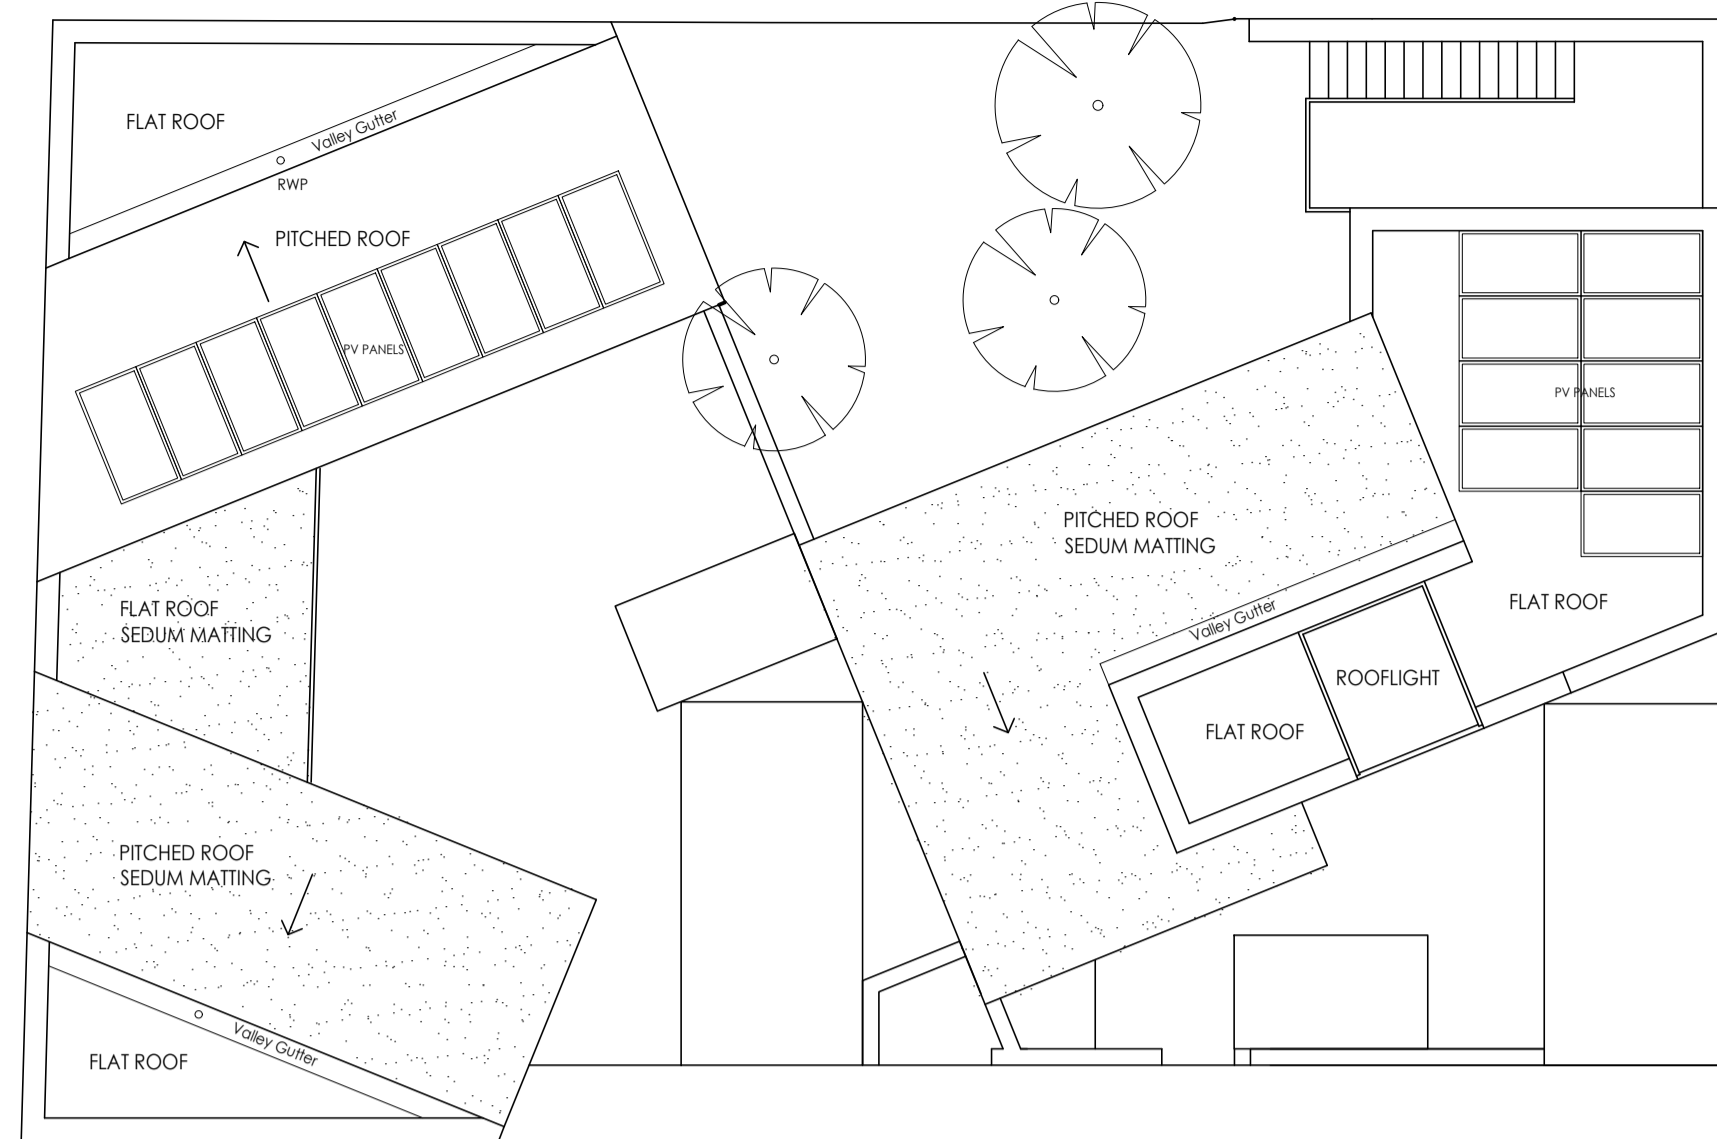 FLAT ROOF
Valley Gutter
RWP
PITCHED ROOF
PV PANELS
PV PANELS
PITCHED ROOF
SEDUM MATTING
FLAT ROOF
SEDUM MATTING
Valley Gutter
FLAT ROOF
ROOFLIGHT
FLAT ROOF
PITCHED ROOF
SEDUM MATTING
Valley Gutter
FLAT ROOF